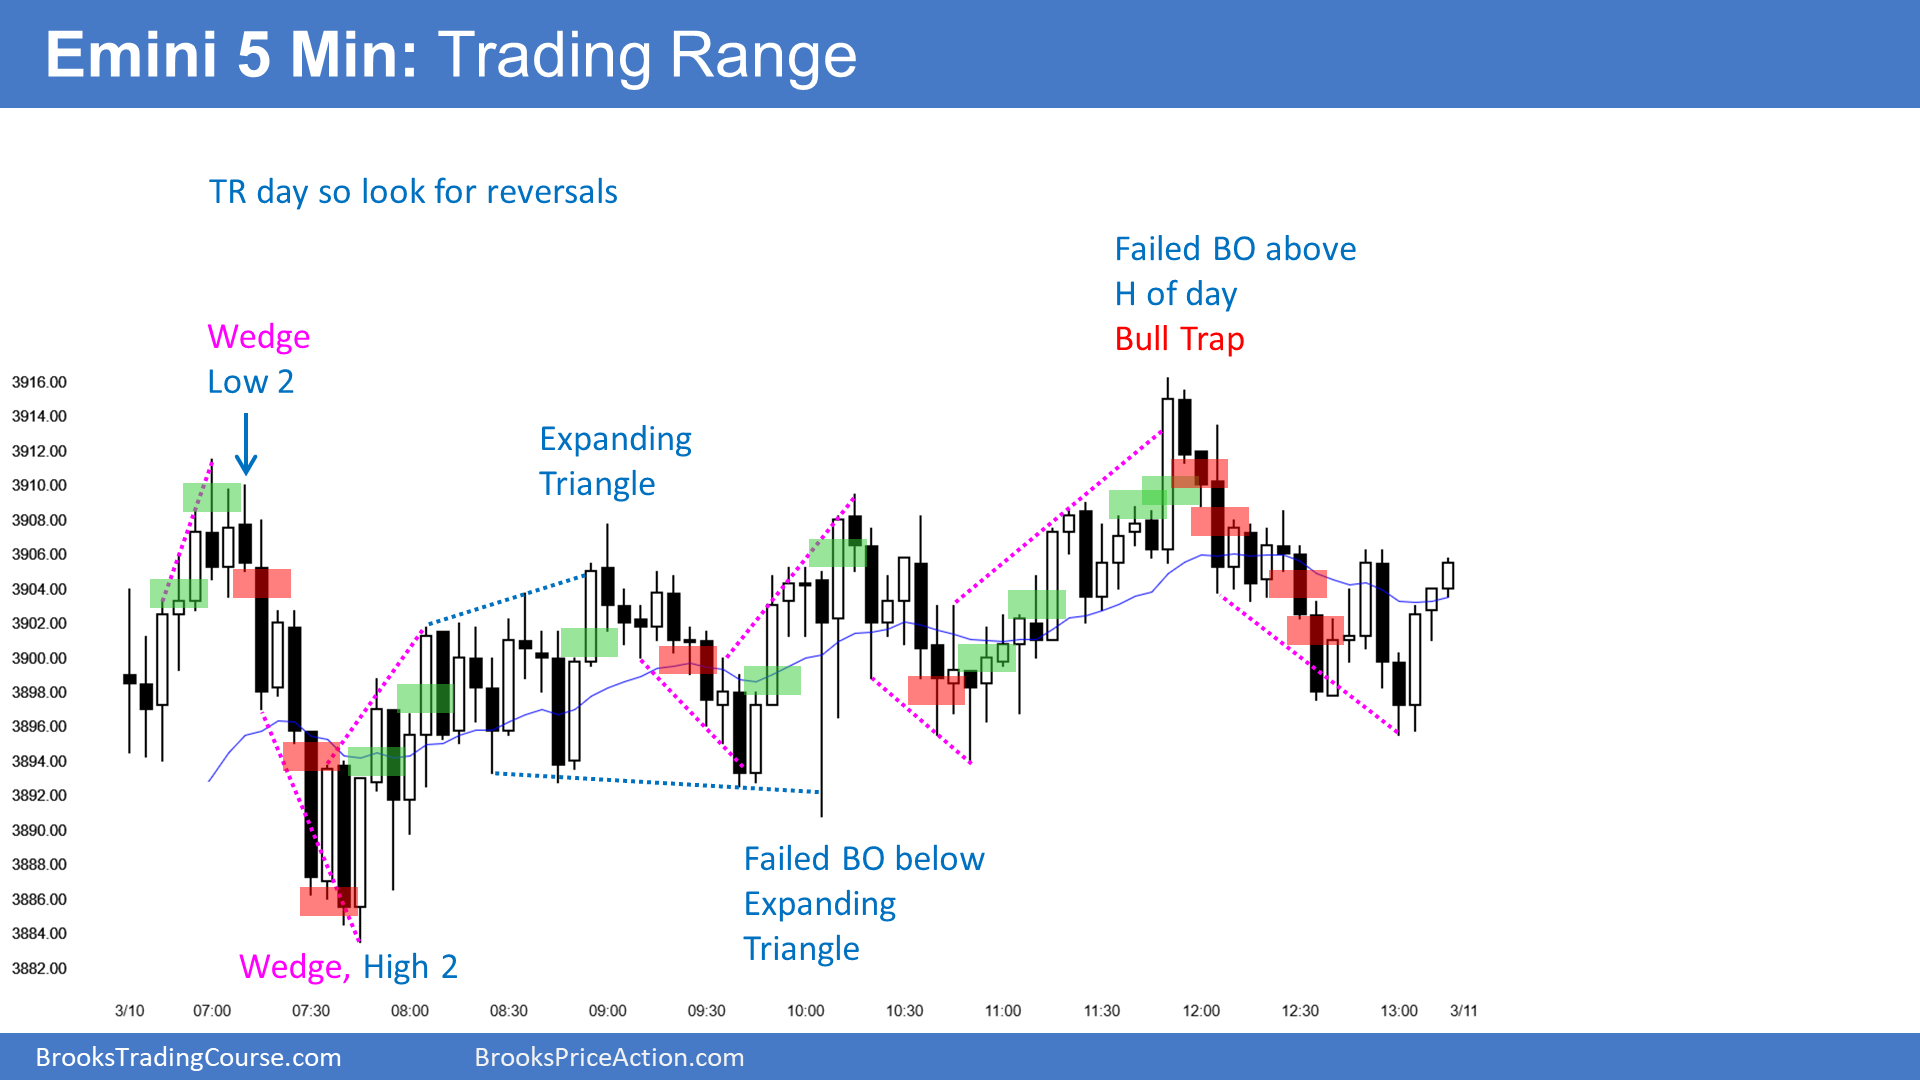 Emini 5 Min: Trading Range
TR day so look for reversals
Failed BO above
H of day
Bull Trap
Wedge
Low 2
Expanding
Triangle
3916.00
3914.00
3912.00
3910.00
3908.00
3906.00
3904.00
3902.00
3900.00
3898.00
3896.00
3894.00
3892.00
3890.00
3888.00
3886.00
3884.00
3882.00
Failed BO below
Expanding
Triangle
Wedge, High 2
3/10 07:00 07:30 08:00 08:30 09:00 09:30 10:00 10:30 11:00 11:30 12:00 12:30 13:00 3/11
BrooksTradingCourse.com BrooksPriceAction.com